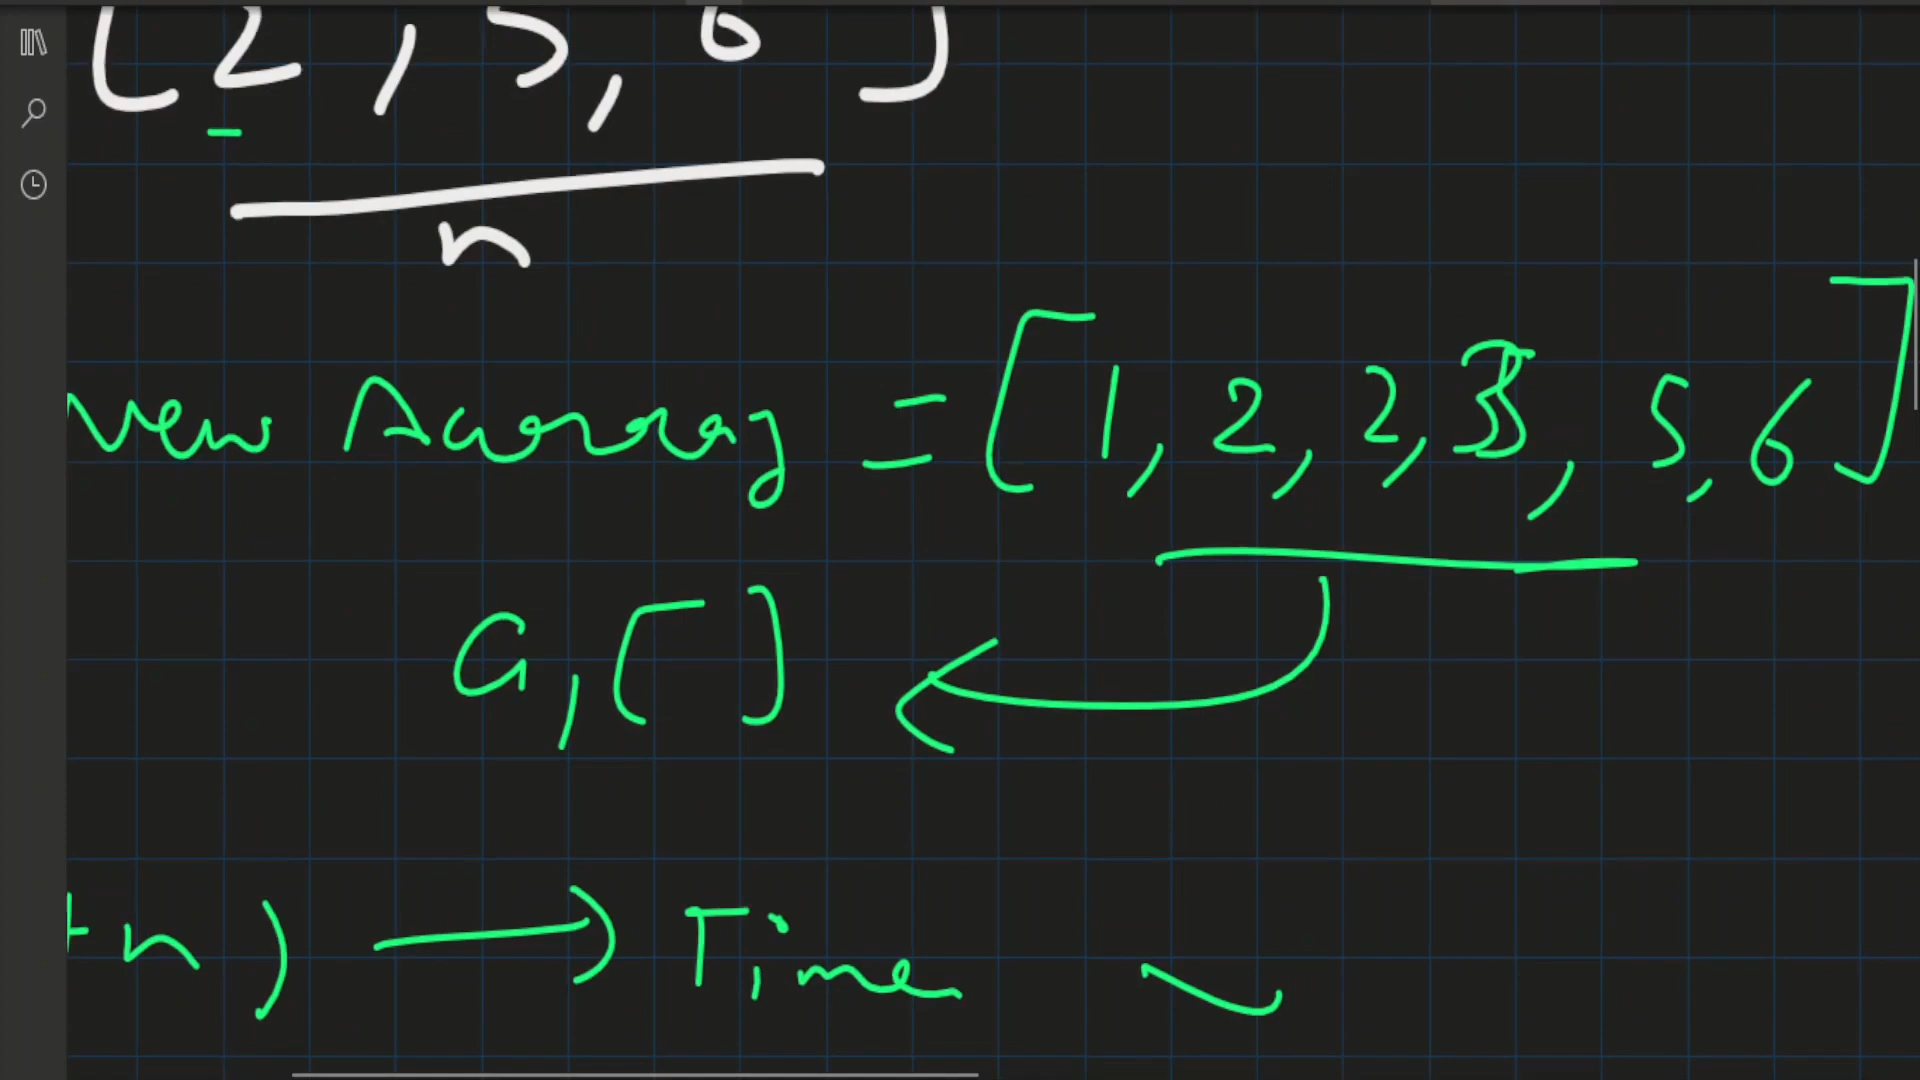 [2, 5, 6]
n
New Array = [1, 2, 2, 3, 5, 6]
a, [ ]
+ n) → Time